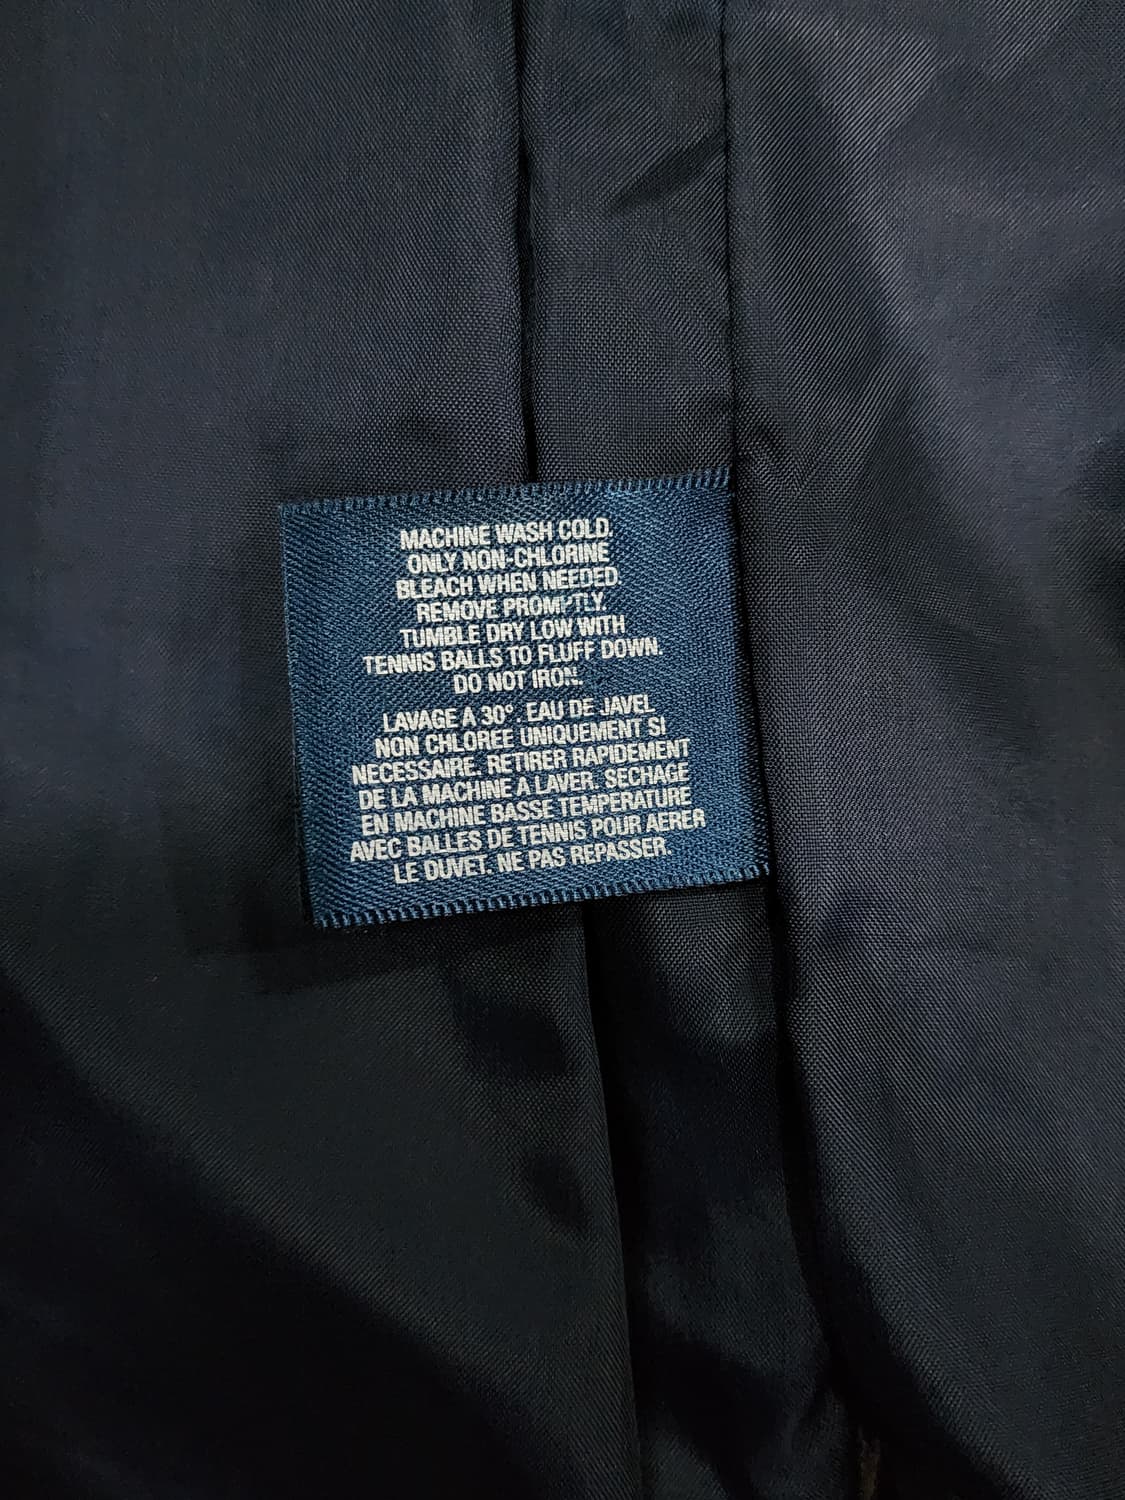 MACHINE WASH COLD.
ONLY NON-CHLORINE
BLEACH WHEN NEEDED.
REMOVE PROMPTLY.
TUMBLE DRY LOW WITH
TENNIS BALLS TO FLUFF DOWN.
DO NOT IRON.
LAVAGE A 30°. EAU DE JAVEL
NON CHLOREE UNIQUEMENT SI
NECESSAIRE. RETIRER RAPIDEMENT
DE LA MACHINE A LAVER. SECHAGE
EN MACHINE BASSE TEMPERATURE
AVEC BALLES DE TENNIS POUR AERER
LE DUVET. NE PAS REPASSER.